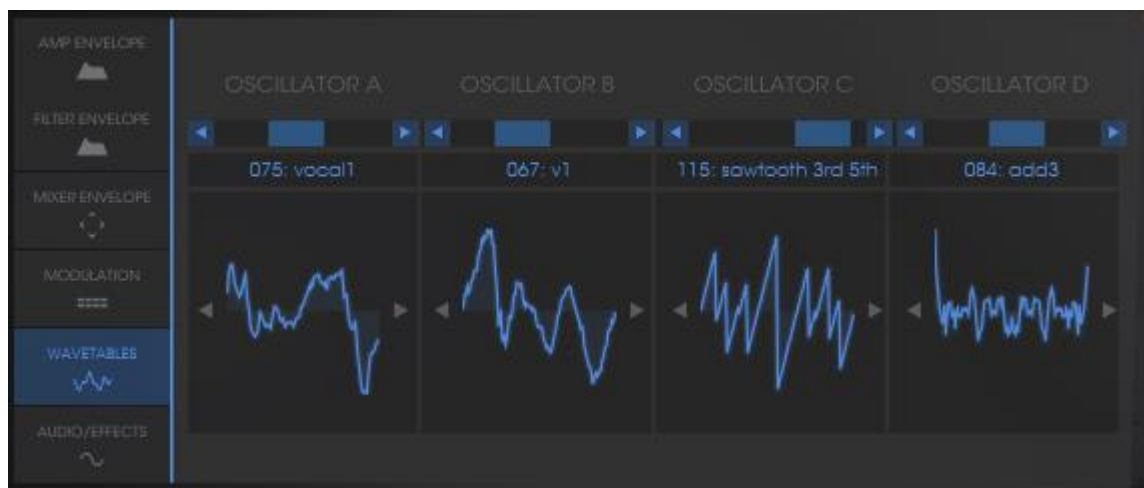 AMP ENVELOPE
FILTER ENVELOPE
MIXER ENVELOPE
MODULATION
WAVETABLES
AUDIO/EFFECTS
OSCILLATOR A
OSCILLATOR B
OSCILLATOR C
OSCILLATOR D
075: vocal1
067: v1
115: sawtooth 3rd 5th
084: add3